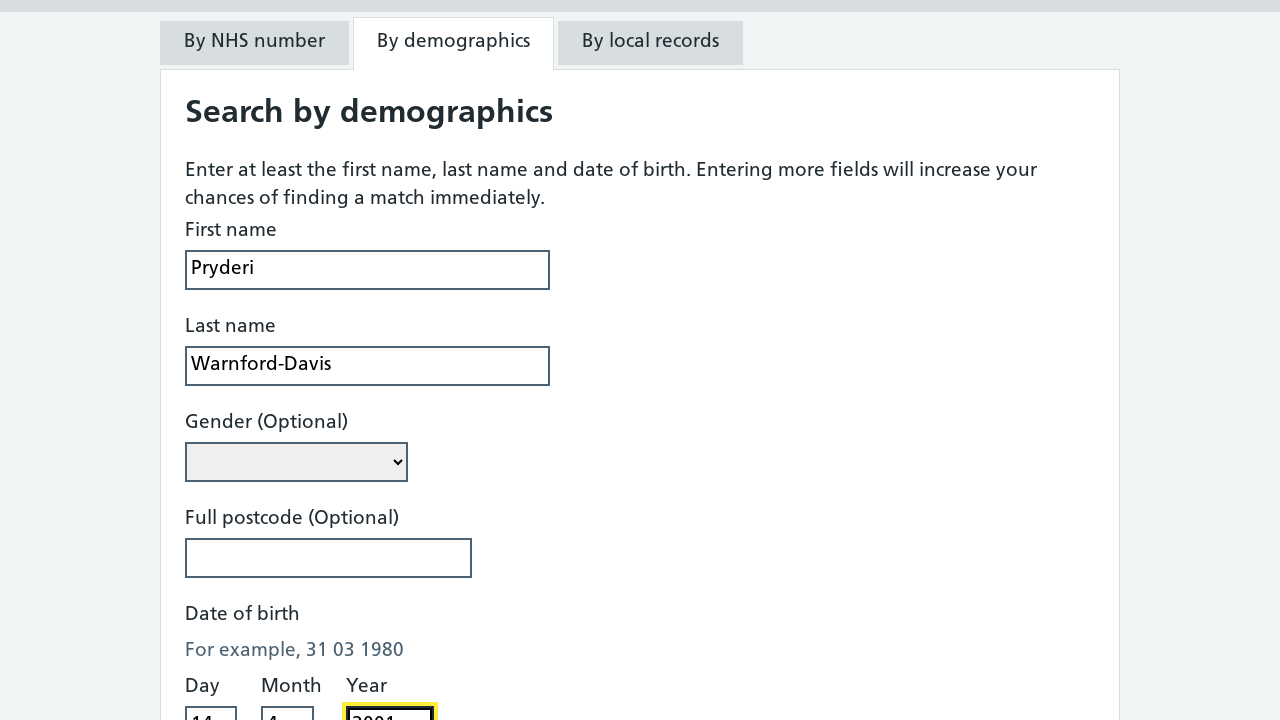 By NHS number
By demographics
By local records
Search by demographics
Enter at least the first name, last name and date of birth. Entering more fields will increase your
chances of finding a match immediately.
First name
Pryderi
Last name
Warnford-Davis
Gender (Optional)
Full postcode (Optional)
Date of birth
For example, 31 03 1980
Day Month Year
14 4 2001